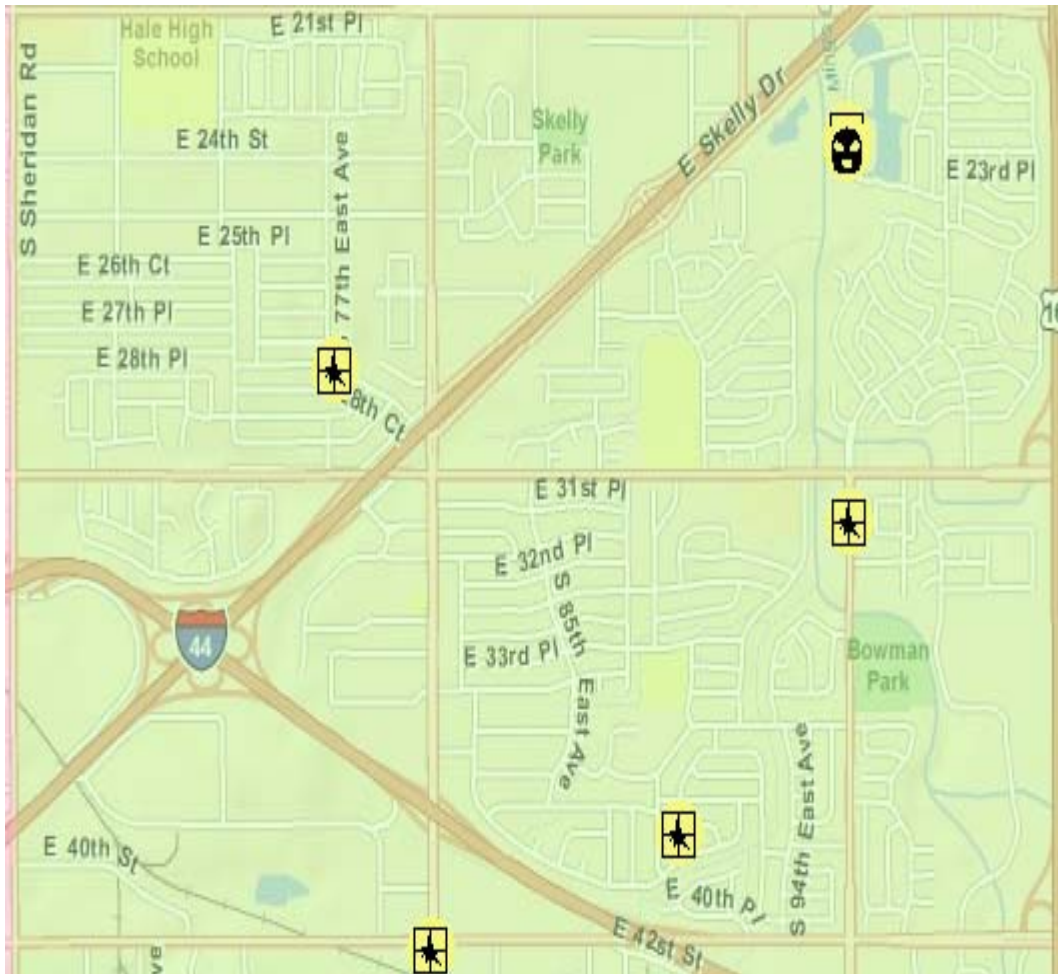 Hale High
School
E 21st Pl
S Sheridan Rd
E 24th St
S 77th East Ave
Skelly
Park
E Skelly Dr
E 23rd Pl
E 25th Pl
E 26th Ct
E 27th Pl
E 28th Pl
8th Ct
16
E 31st Pl
E 32nd Pl
S 85th East Ave
E 33rd Pl
44
Bowman
Park
S 94th East Ave
E 40th St
E 40th Pl
E 42st St
ve